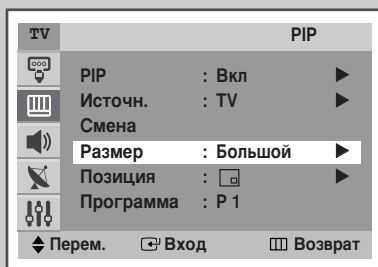 TV PIP
PIP : Вкл
Источн. : TV
Смена
Размер : Большой
Позиция :
Программа : P 1
Перем. Вход Возврат